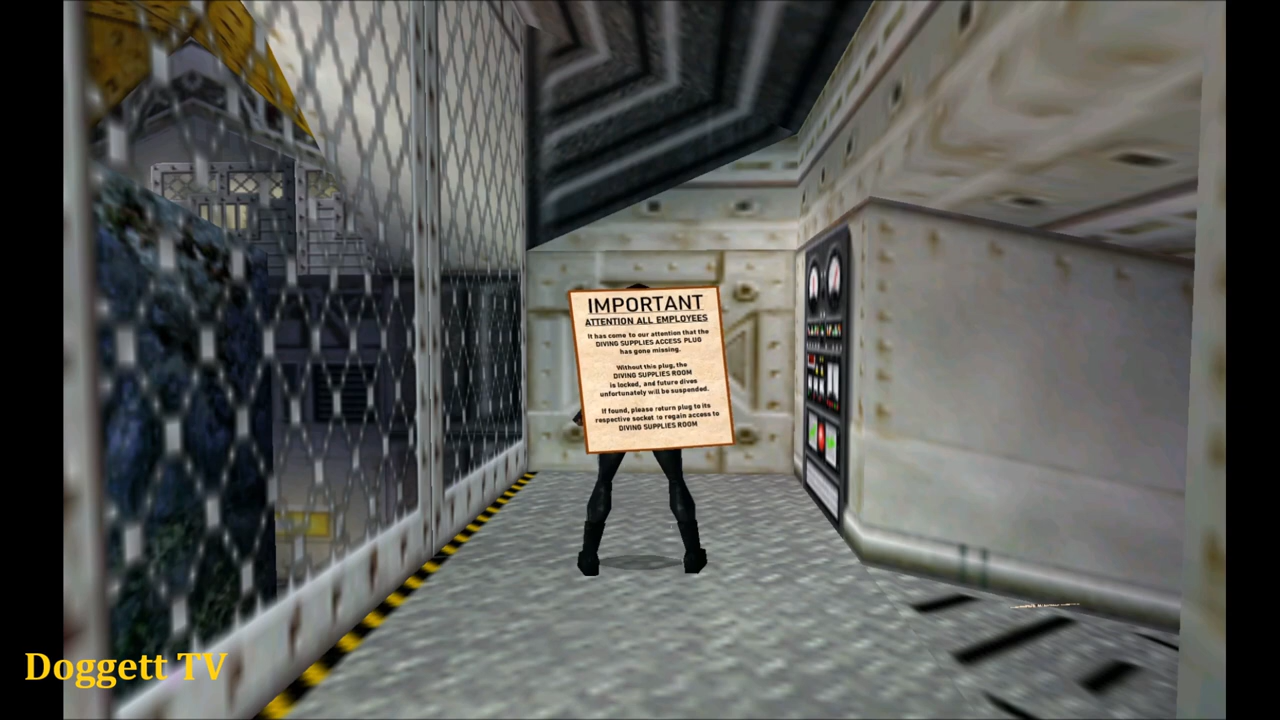 IMPORTANT
ATTENTION ALL EMPLOYEES
It has come to our attention that the
DIVING SUPPLIES ACCESS PLUG
has gone missing.
Without this plug, the
DIVING SUPPLIES ROOM
is locked, and future dives
unfortunately will be suspended.
If found, please return plug to its
respective socket to regain access to
DIVING SUPPLIES ROOM
Doggett TV